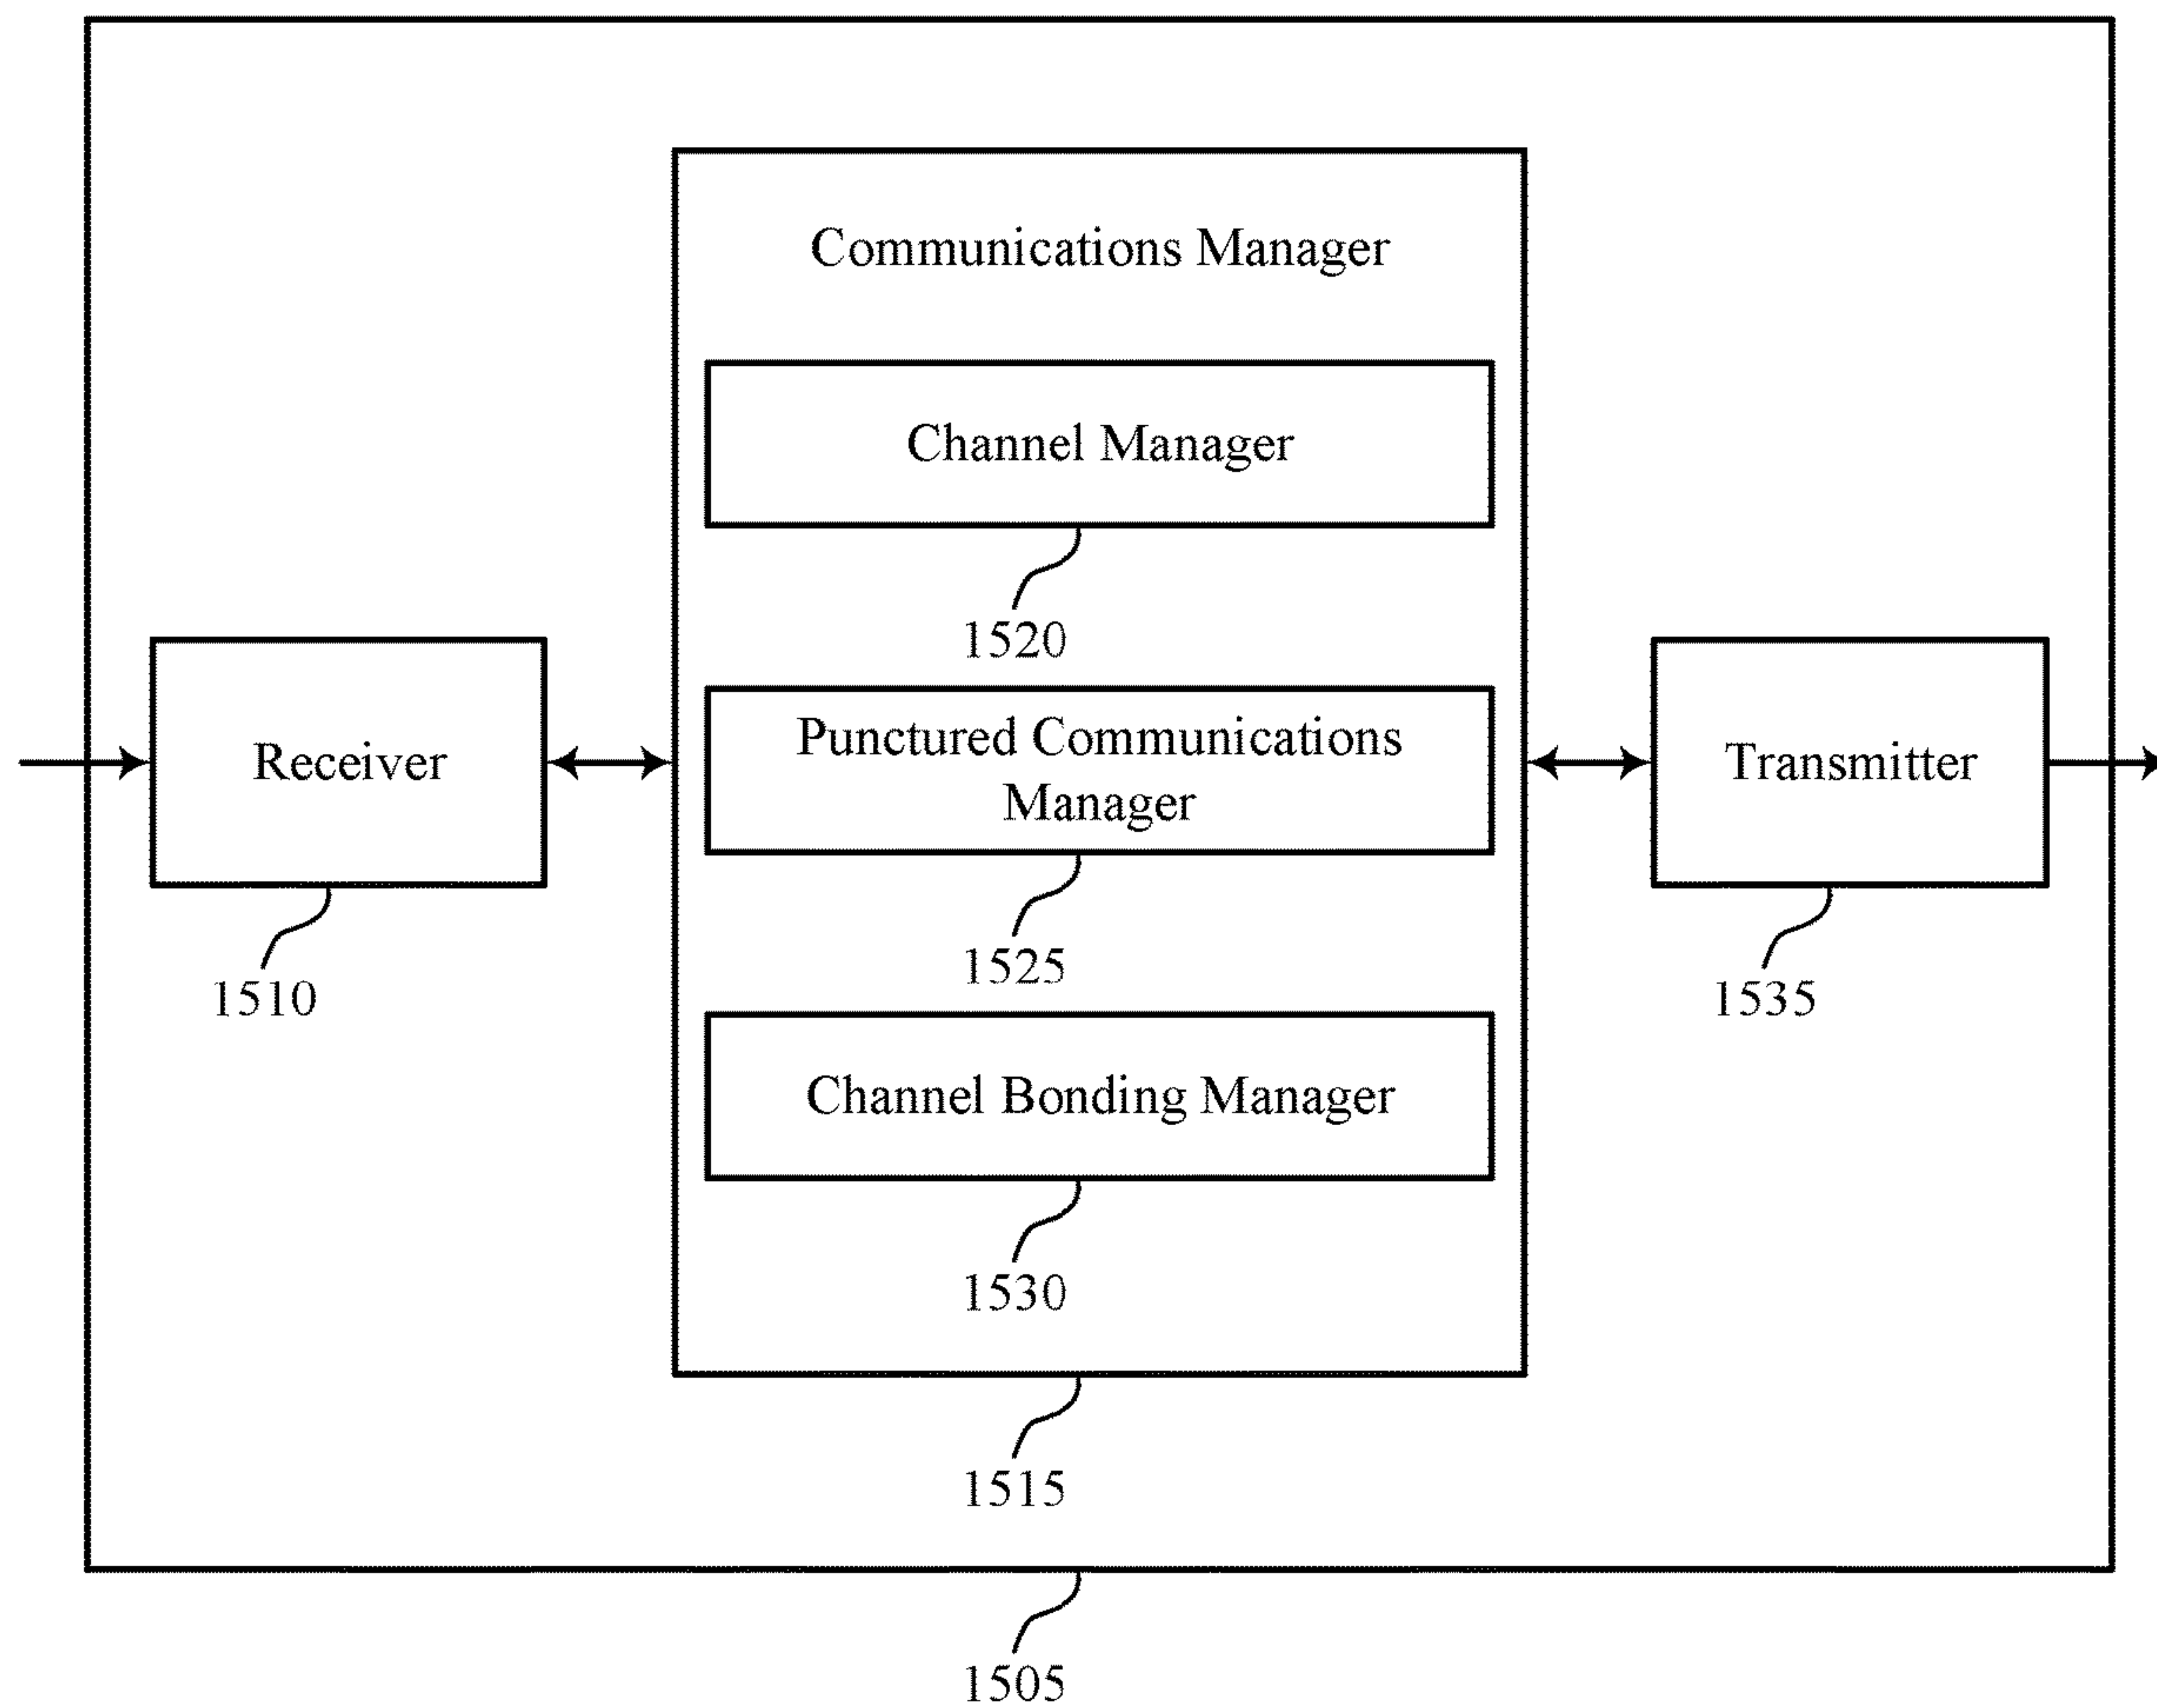 Communications Manager
Channel Manager
1520
Receiver
1510
Punctured Communications
Manager
1525
Transmitter
1535
Channel Bonding Manager
1530
1515
1505